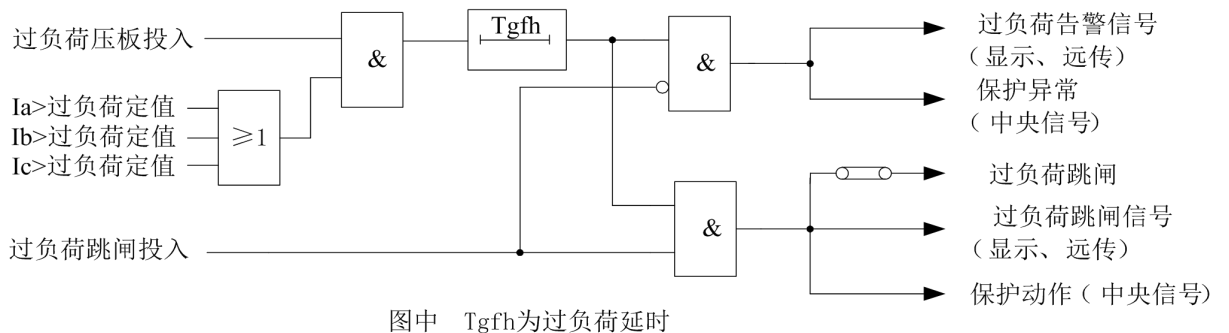 过负荷压板投入
Ia>过负荷定值
Ib>过负荷定值
Ic>过负荷定值
≥1
&
Tgfh
&
过负荷告警信号
(显示、远传)
保护异常
(中央信号)
过负荷跳闸投入
&
过负荷跳闸
过负荷跳闸信号
(显示、远传)
保护动作(中央信号)
图中 Tgfh为过负荷延时